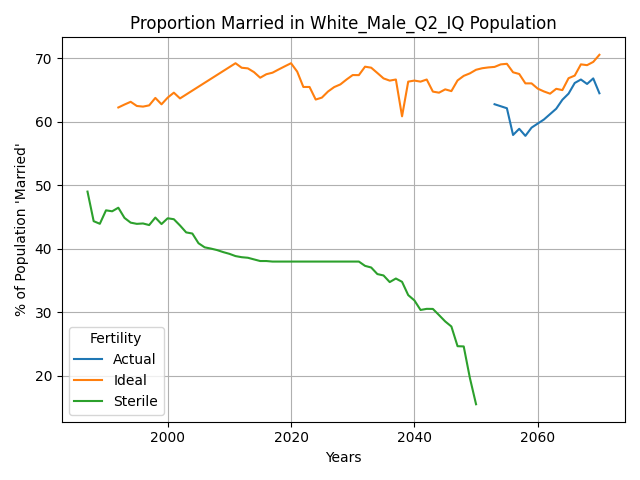 Proportion Married in White_Male_Q2_IQ Population
% of Population 'Married'
70
60
50
40
30
20
Fertility
Actual
Ideal
Sterile
2000
2020
2040
2060
Years